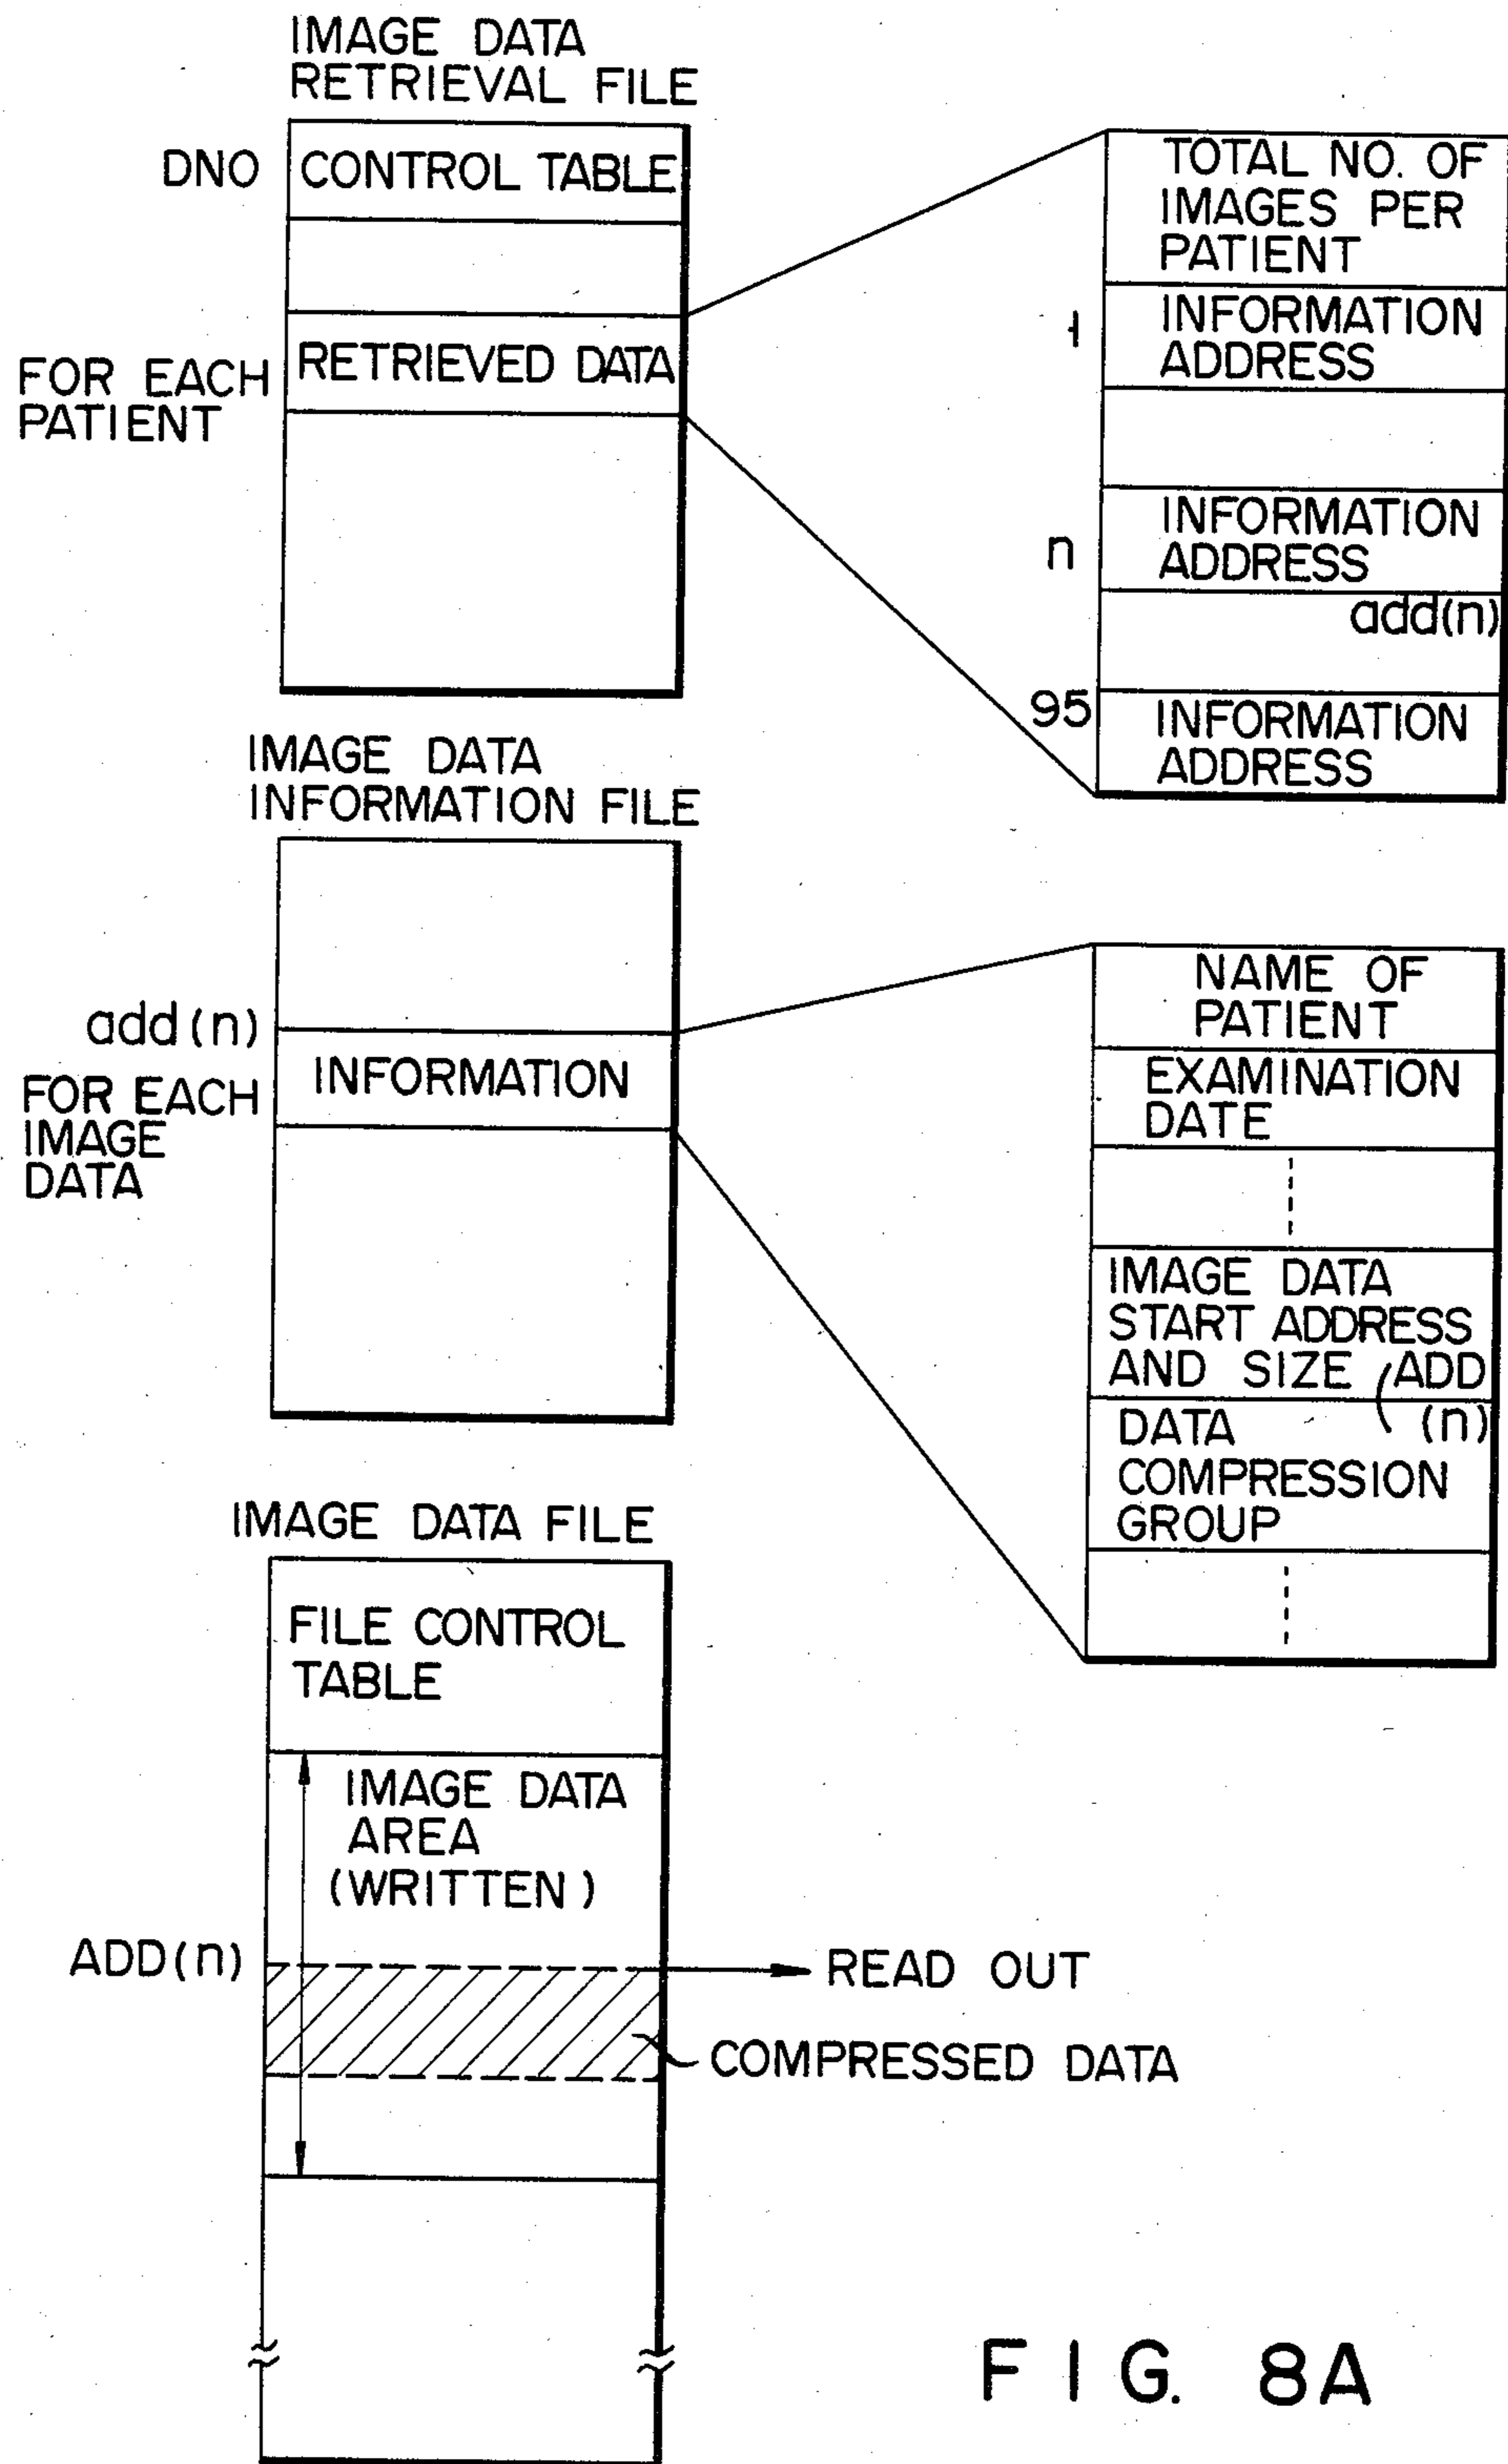 IMAGE DATA
RETRIEVAL FILE
DNO
CONTROL TABLE
FOR EACH
PATIENT
RETRIEVED DATA
TOTAL NO. OF
IMAGES PER
PATIENT
1
INFORMATION
ADDRESS
n
INFORMATION
ADDRESS
add(n)
95
INFORMATION
ADDRESS
IMAGE DATA
INFORMATION FILE
add(n)
FOR EACH
IMAGE
DATA
INFORMATION
NAME OF
PATIENT
EXAMINATION
DATE
IMAGE DATA
START ADDRESS
AND SIZE (ADD
(n)
DATA
COMPRESSION
GROUP
IMAGE DATA FILE
FILE CONTROL
TABLE
IMAGE DATA
AREA
(WRITTEN)
ADD(n)
READ OUT
COMPRESSED DATA
FIG. 8A